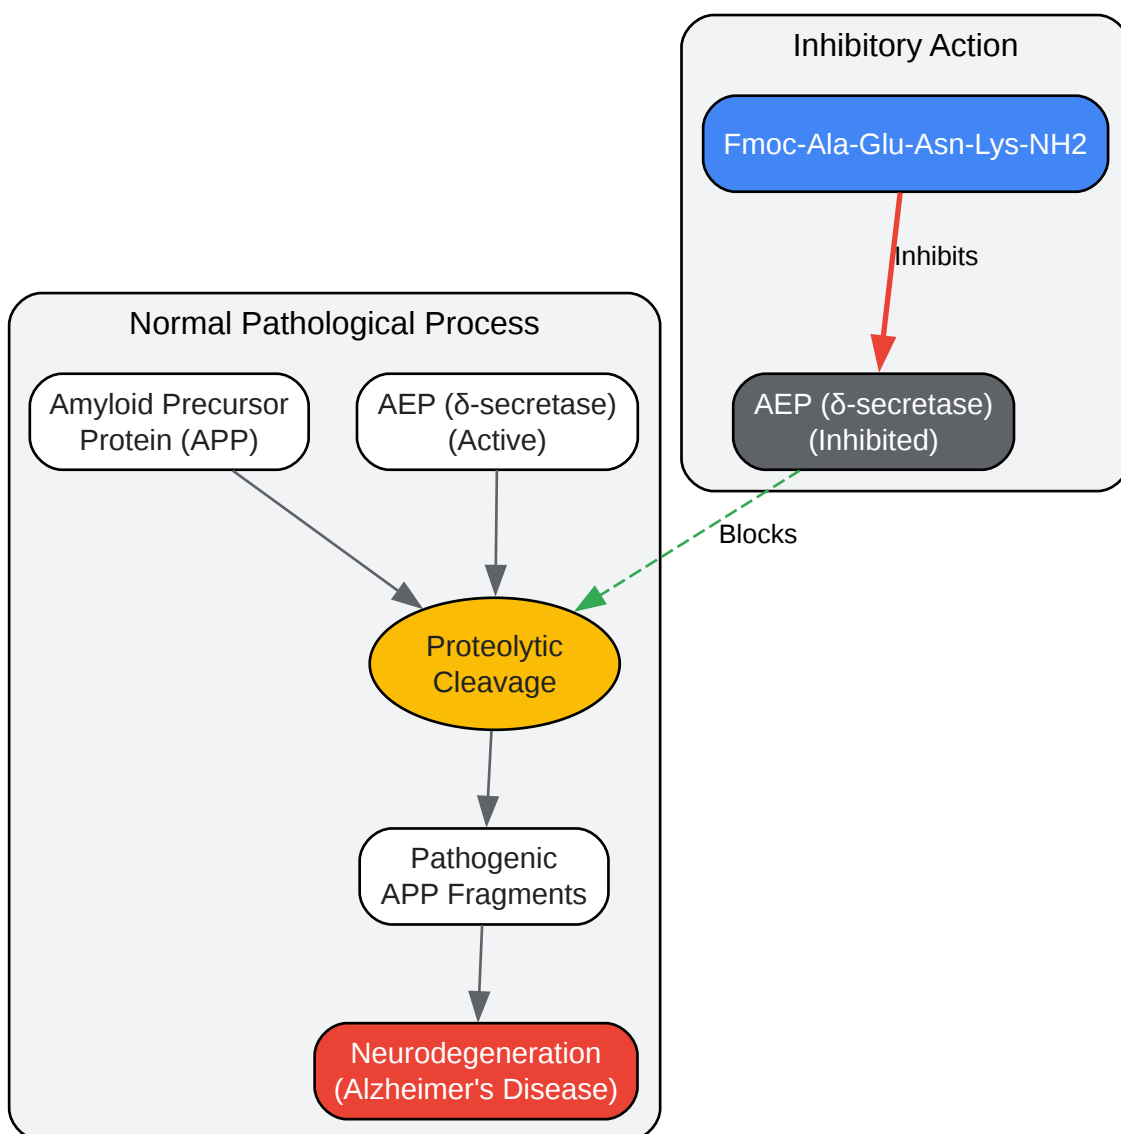 Inhibitory Action
Fmoc-Ala-Glu-Asn-Lys-NH2
Inhibits
Normal Pathological Process
Amyloid Precursor
Protein (APP)
AEP (δ-secretase)
(Active)
AEP (δ-secretase)
(Inhibited)
Blocks
Proteolytic
Cleavage
Pathogenic
APP Fragments
Neurodegeneration
(Alzheimer's Disease)